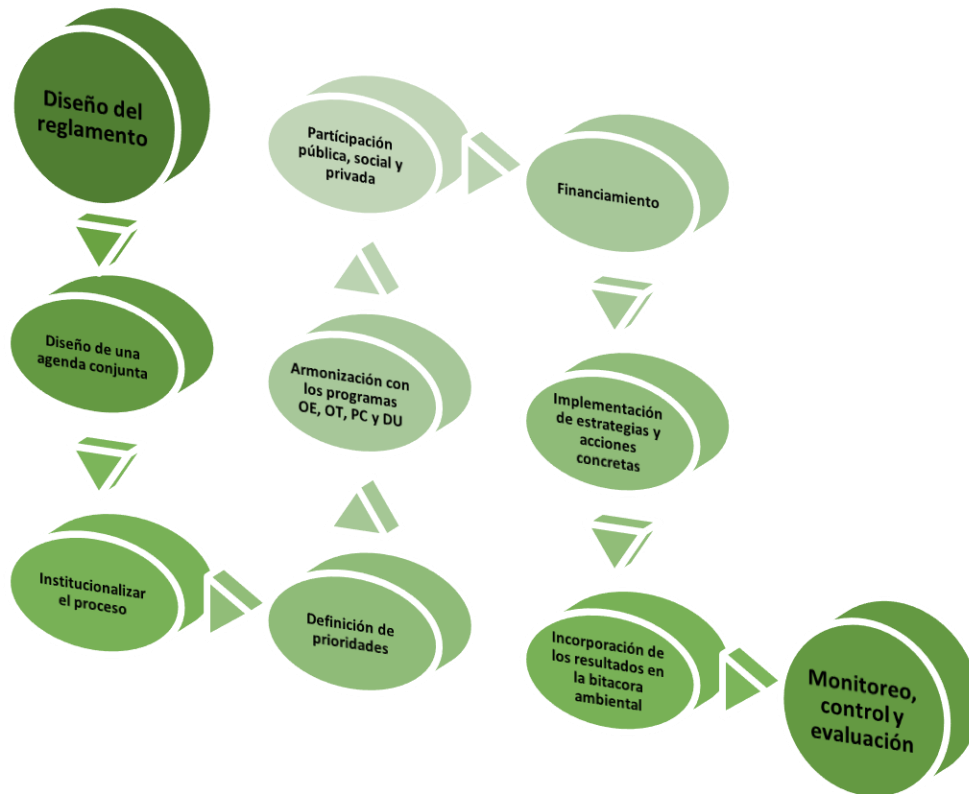 Diseño del
reglamento
Diseño de una
agenda conjunta
Institucionalizar
el proceso
Definición de
prioridades
Armonización con
los programas
OE, OT, PC y DU
Participación
pública, social y
privada
Financiamiento
Implementación
de estrategias y
acciones
concretas
Incorporación de
los resultados en
la bitacora
ambiental
Monitoreo,
control y
evaluación